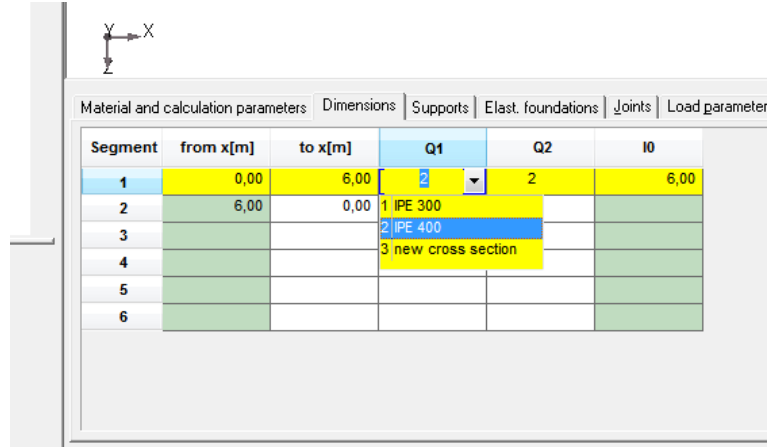 Y X
Z
Material and calculation parameters Dimensions Supports Elast. foundations Joints Load parameter
Segment from x[m] to x[m] Q1 Q2 l0
1 0,00 6,00 2 2 6,00
2 6,00 0,00 1 IPE 300
3 2 IPE 400
3 new cross section
4
5
6